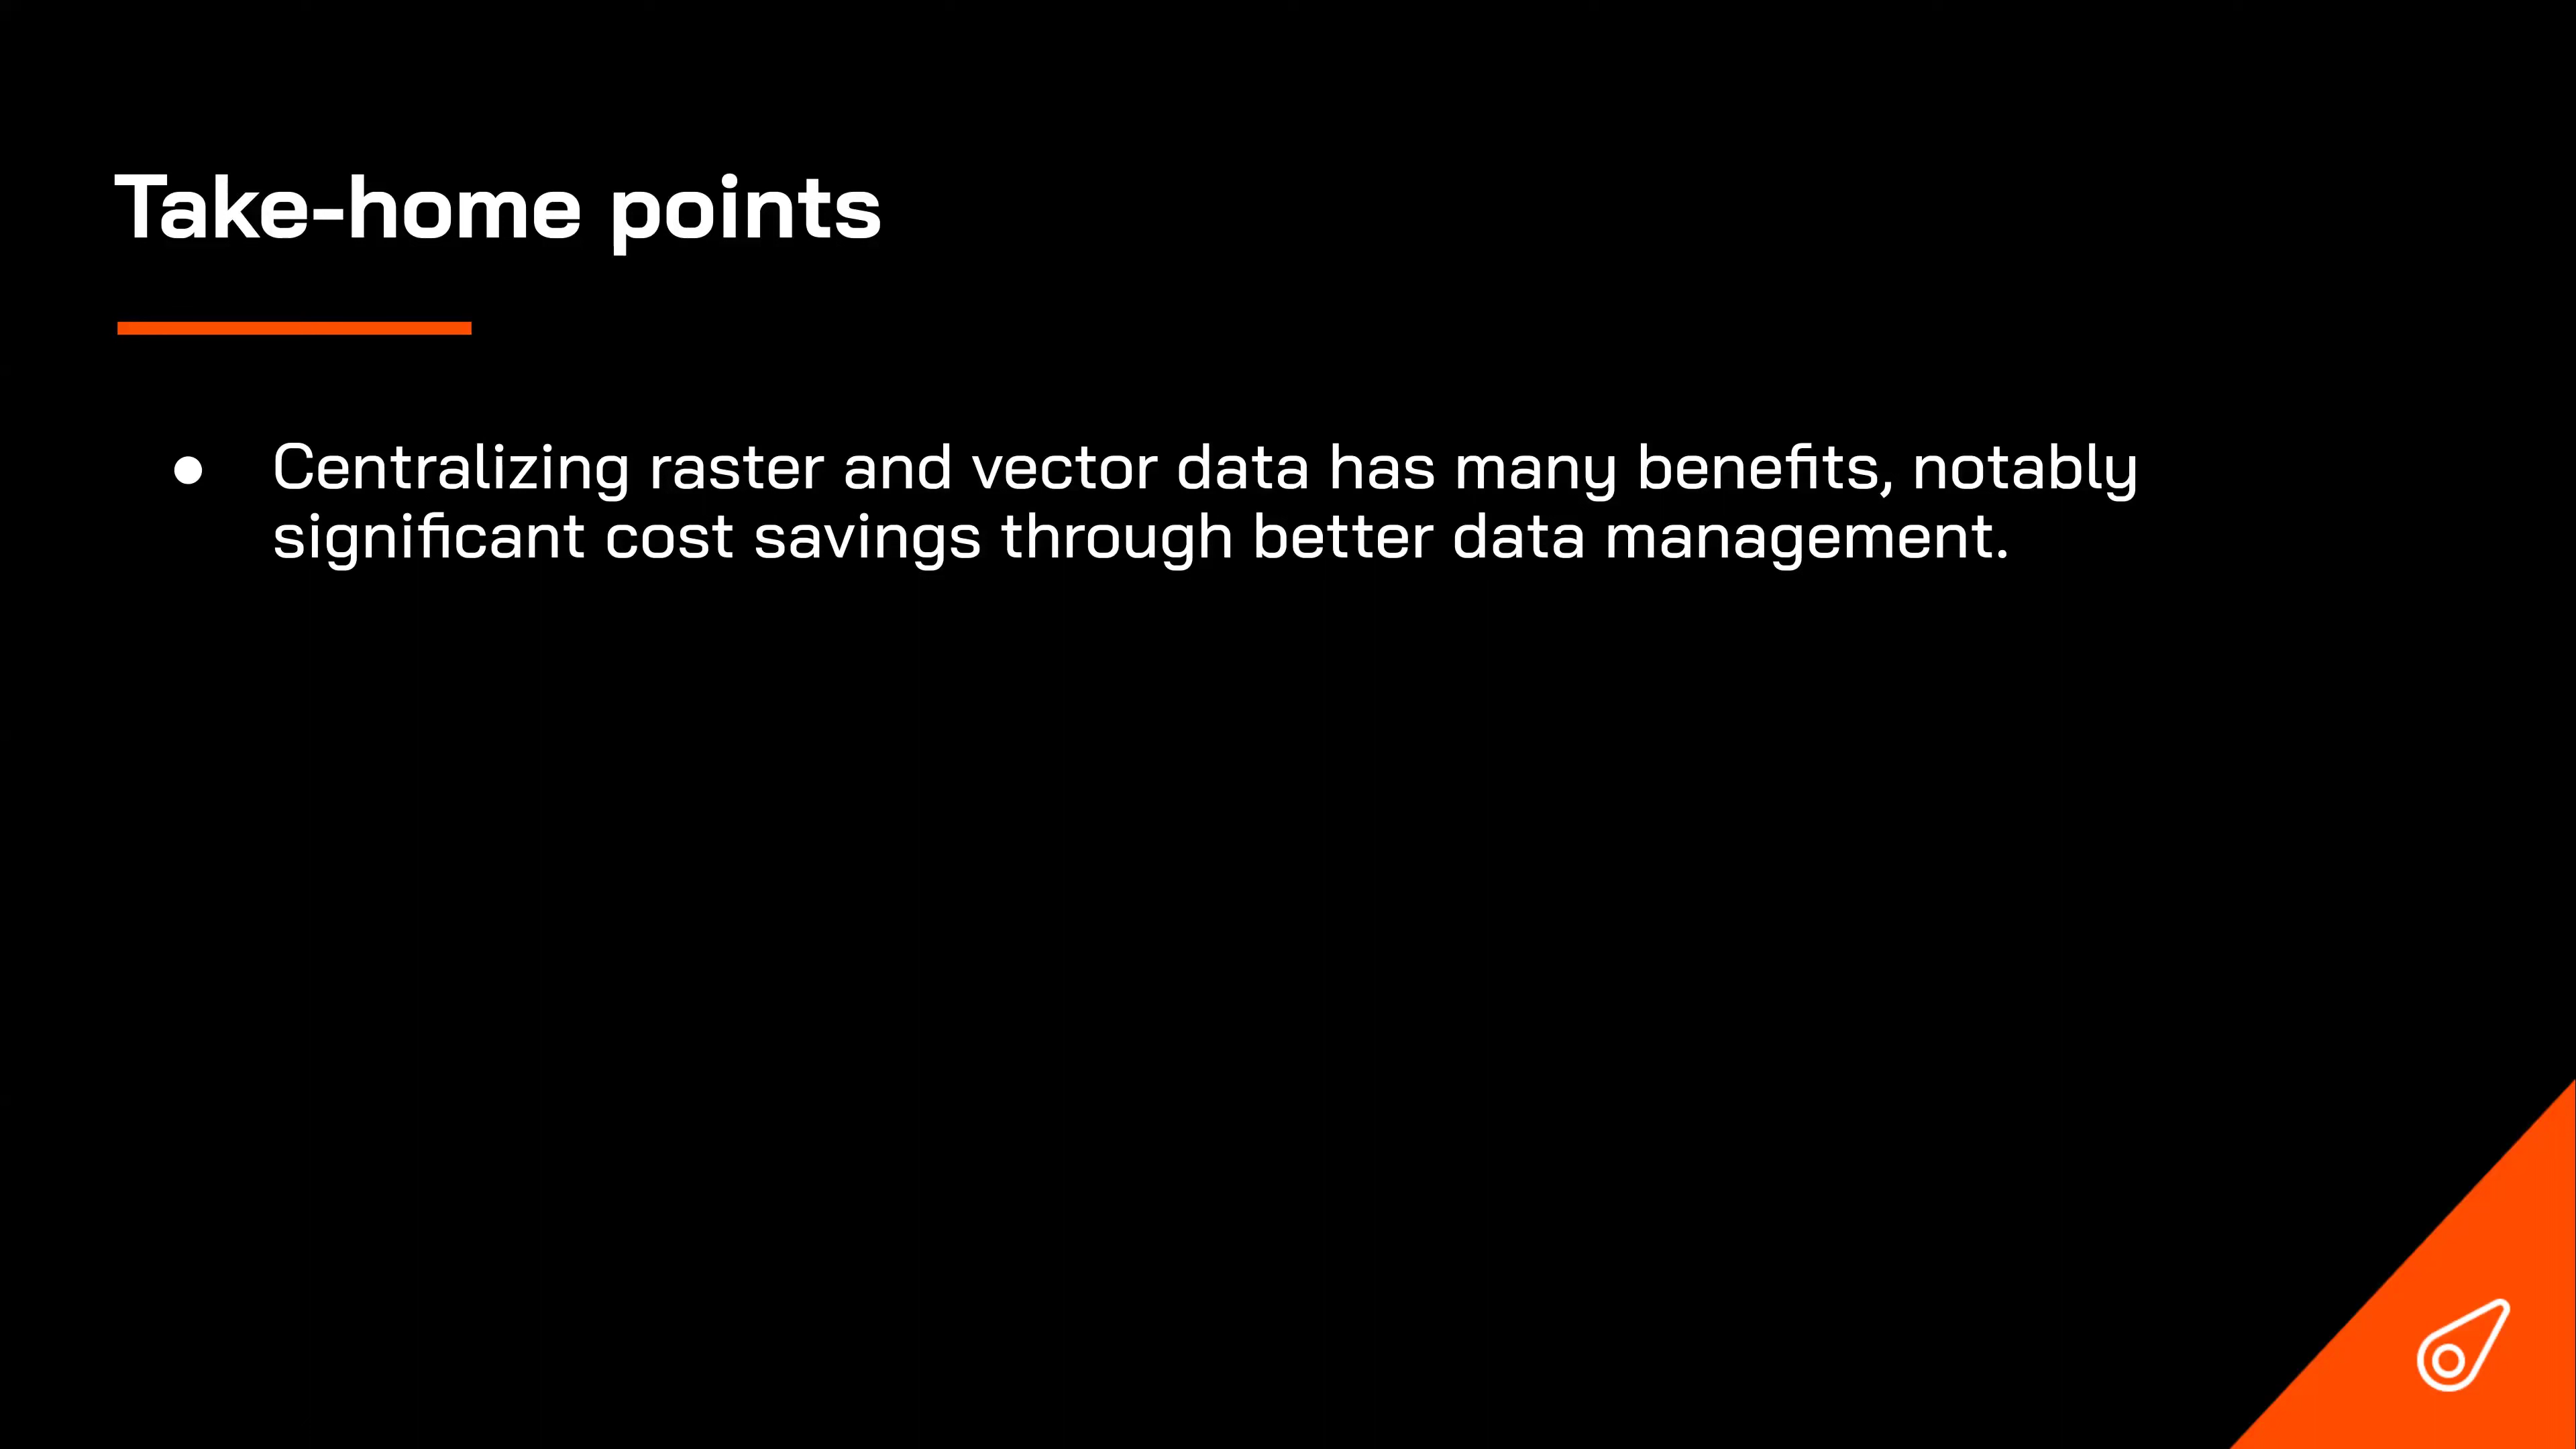 Take-home points
● Centralizing raster and vector data has many benefits, notably
significant cost savings through better data management.